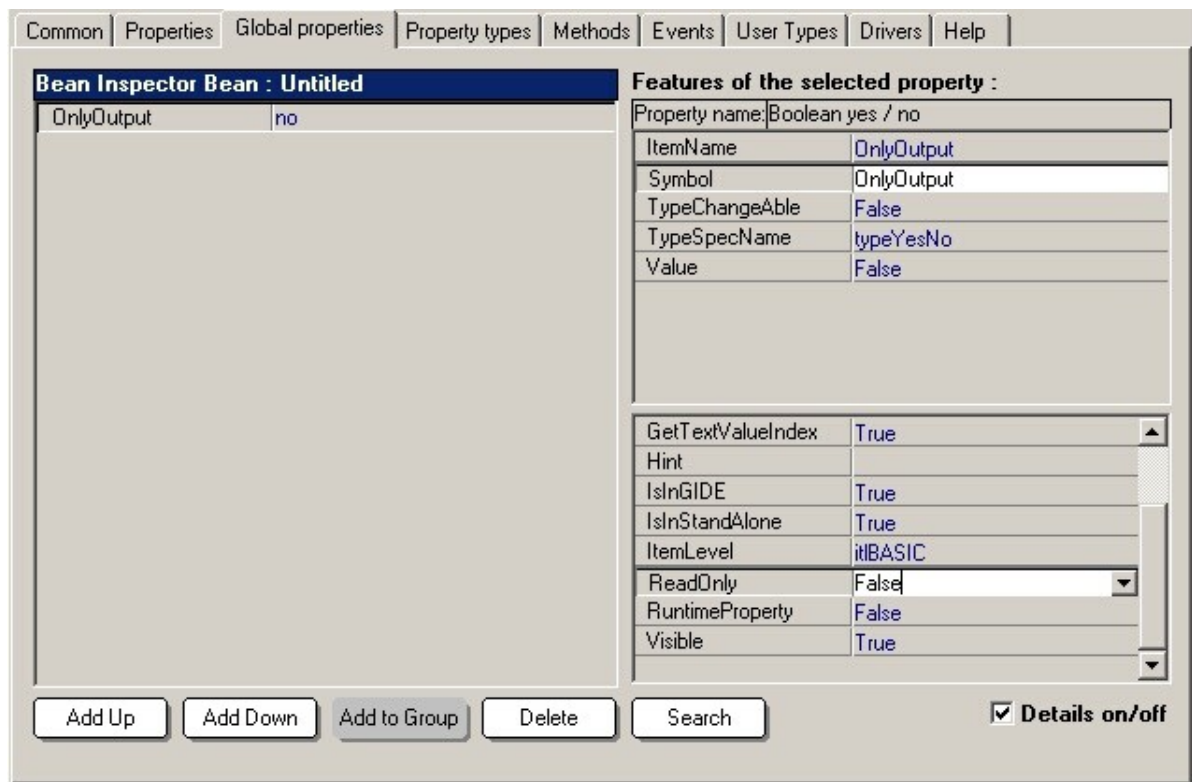 Common Properties Global properties Property types Methods Events User Types Drivers Help
Bean Inspector Bean : Untitled
OnlyOutput no
Features of the selected property :
Property name: Boolean yes / no
ItemName OnlyOutput
Symbol OnlyOutput
TypeChangeAble False
TypeSpecName typeYesNo
Value False
GetTextValueIndex True
Hint
IsInGIDE True
IsInStandAlone True
ItemLevel itlBASIC
ReadOnly False
RuntimeProperty False
Visible True
Add Up Add Down Add to Group Delete Search Details on/off